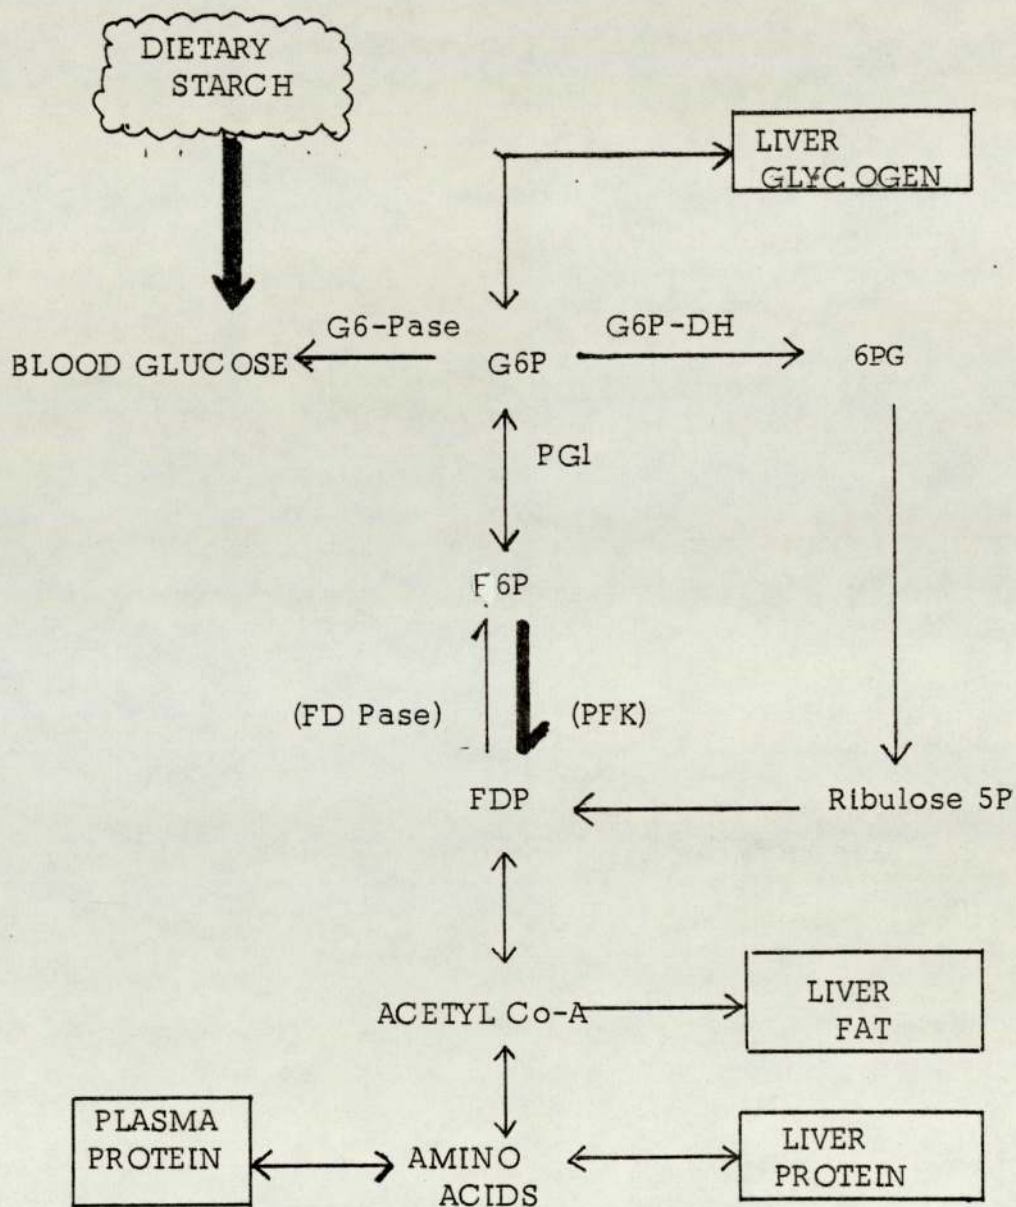 DIETARY
STARCH
LIVER
GLYCOGEN
G6-Pase
G6P-DH
BLOOD GLUCOSE
G6P
6PG
PGl
F6P
(FD Pase)
(PFK)
FDP
Ribulose 5P
ACETYL Co-A
LIVER
FAT
PLASMA
PROTEIN
AMINO
ACIDS
LIVER
PROTEIN